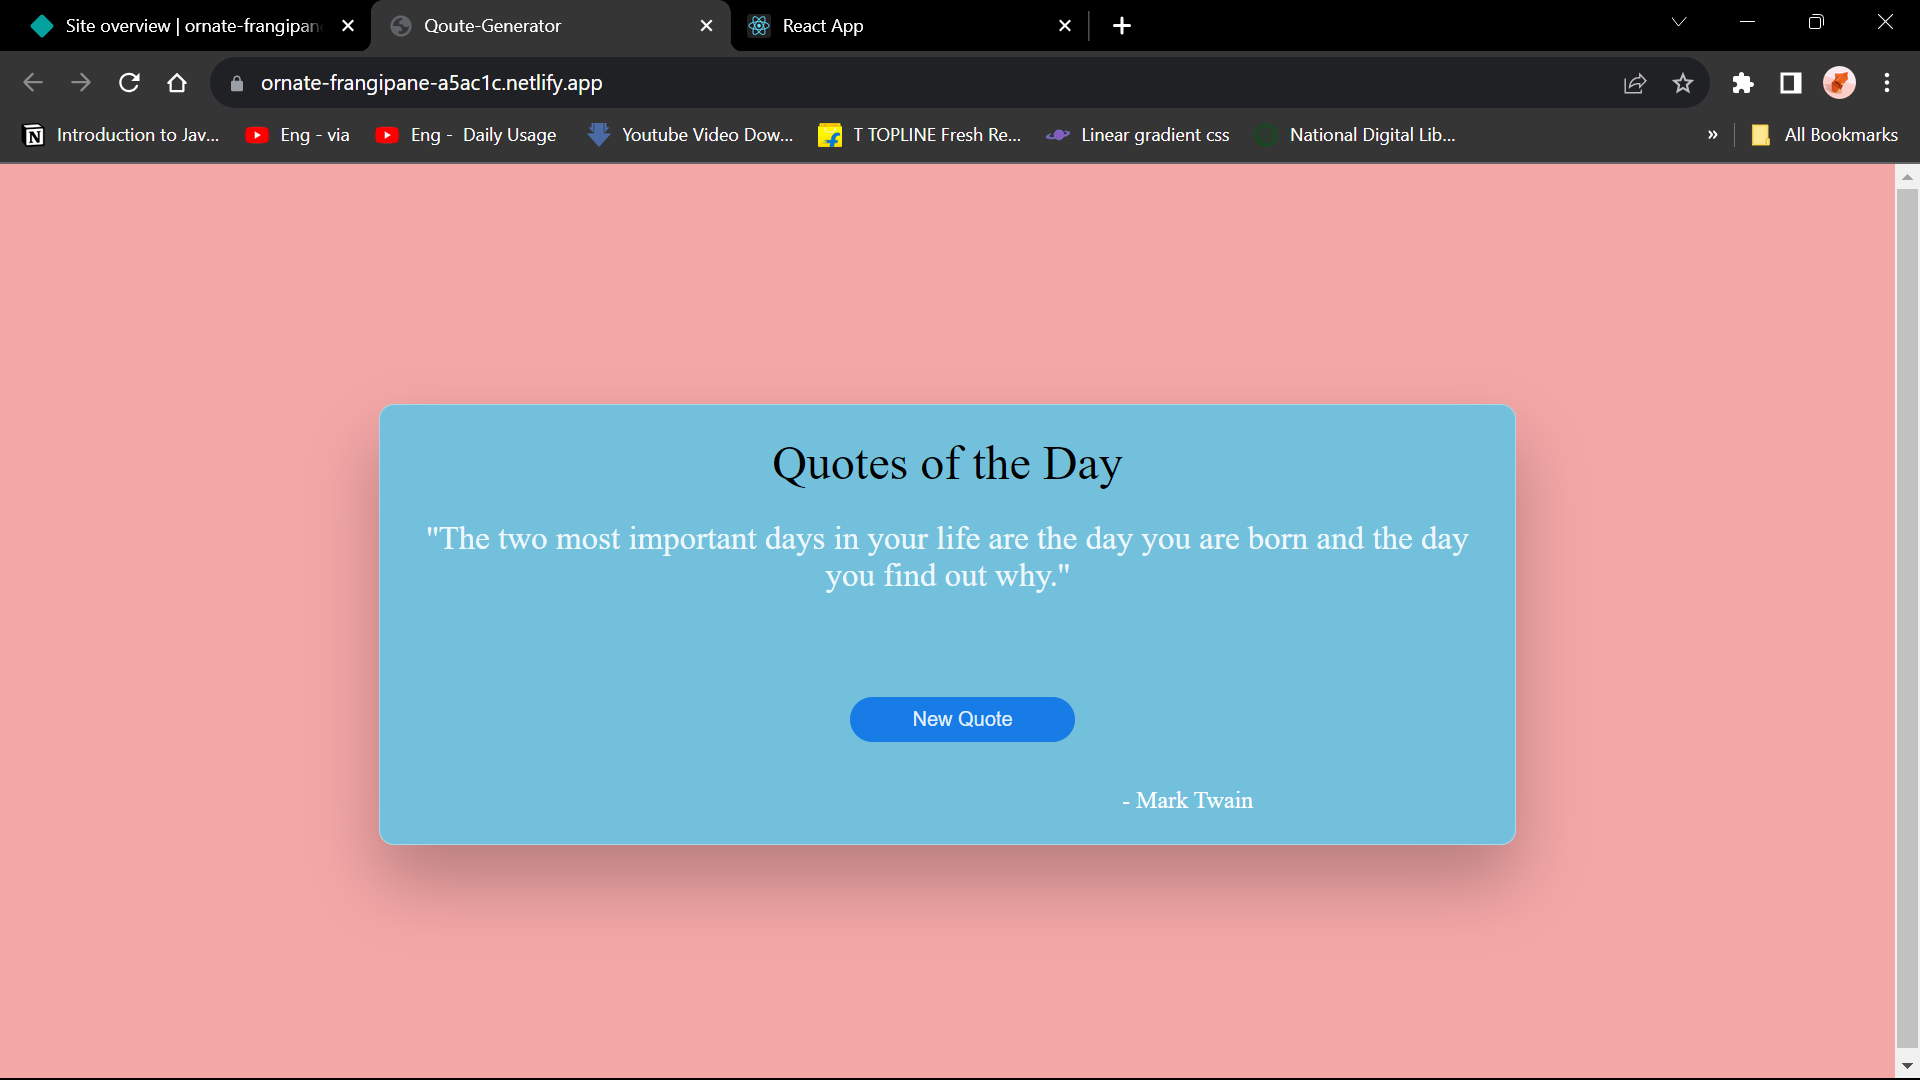 Site overview | ornate-frangipan
Qoute-Generator
React App
ornate-frangipane-a5ac1c.netlify.app
Introduction to Jav...
Eng - via
Eng - Daily Usage
Youtube Video Dow...
T TOPLINE Fresh Re...
Linear gradient css
National Digital Lib...
»
All Bookmarks
Quotes of the Day
"The two most important days in your life are the day you are born and the day
you find out why."
New Quote
- Mark Twain